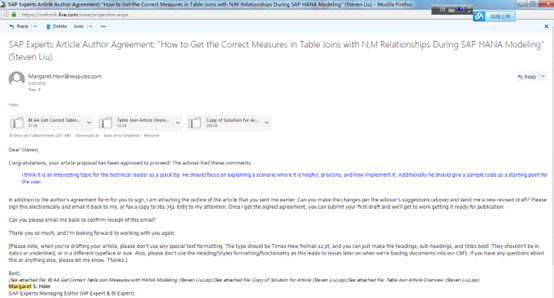 SAP Experts Article Author Agreement: "How to Get the Correct Measures in Table Joins with N:M Relationships During SAP HANA Modeling" (Steven Liu) - Mozilla Firefox
https://outlook.live.com/owa/projection.aspx
Reply Delete Junk
SAP Experts Article Author Agreement: "How to Get the Correct Measures in Table Joins with N:M Relationships During SAP HANA Modeling"
(Steven Liu)
Margaret.Hein@wispubs.com
Reply
You
Inbox
BI AA Get Correct Table...
Table Join Article Overv...
Copy of Solution for Ar...
Show all 3 attachments Download all Save all to OneDrive - Personal
Dear Steven,
Congratulations, your article proposal has been approved to proceed! The advisor had these comments
I think it is an interesting topic for the technical reader as a quick tip. He should focus on explaining a scenario where it is helpful, pro/cons, and how implement it. Additionally he should give a sample code as a starting point for
the user.
In addition to the author's agreement form for you to sign, I am attaching the outline of the article that you sent me earlier. Can you make the changes per the advisor's suggestions (above) and send me a new revised draft? Please
sign this electronically and email it back to me, or fax a copy to 781-751-8783 to my attention. Once I get the signed agreement, you can submit your first draft and we'll get to work getting it ready for publication.
Can you please email me back to confirm receipt of this email?
Thank you so much, and I'm looking forward to working with you again.
[Please note, when you're drafting your article, please don't use any special text formatting. The type should be Times New Roman 12 pt, and you can just make the headings, sub heads, and titles bold. They shouldn't be in
italics or underlined, or in a different typeface or size. Also, please don't use the Heading/Styles formatting/functionality as this leads to issues later on when we're loading documents into our CMS. If you have any questions about
this or anything else, please let me know. Thanks.]
Best,
(See attached file: BI AA Get Correct Table Joins Measures with HANA Modeling (Steven Liu).zip)(See attached file: Copy of Solution for Article (Steven Liu).zip)(See attached file: Table Join Article Overview (Steven Liu).zip)
Margaret S. Hein
SAP Experts Managing Editor (HR Expert & BI Expert)